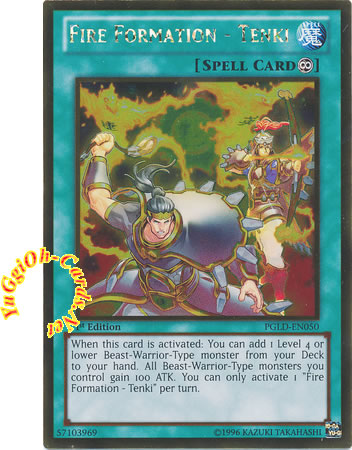 Fire Formation - Tenki
魔
[Spell Card]
YuGgiOh-Cardk.Net
1st Edition
PGLD-EN050
When this card is activated: You can add 1 Level 4 or
lower Beast-Warrior-Type monster from your Deck
to your hand. All Beast-Warrior-Type monsters you
control gain 100 ATK. You can only activate 1 "Fire
Formation - Tenki" per turn.
57103969
©1996 KAZUKI TAKAHASHI